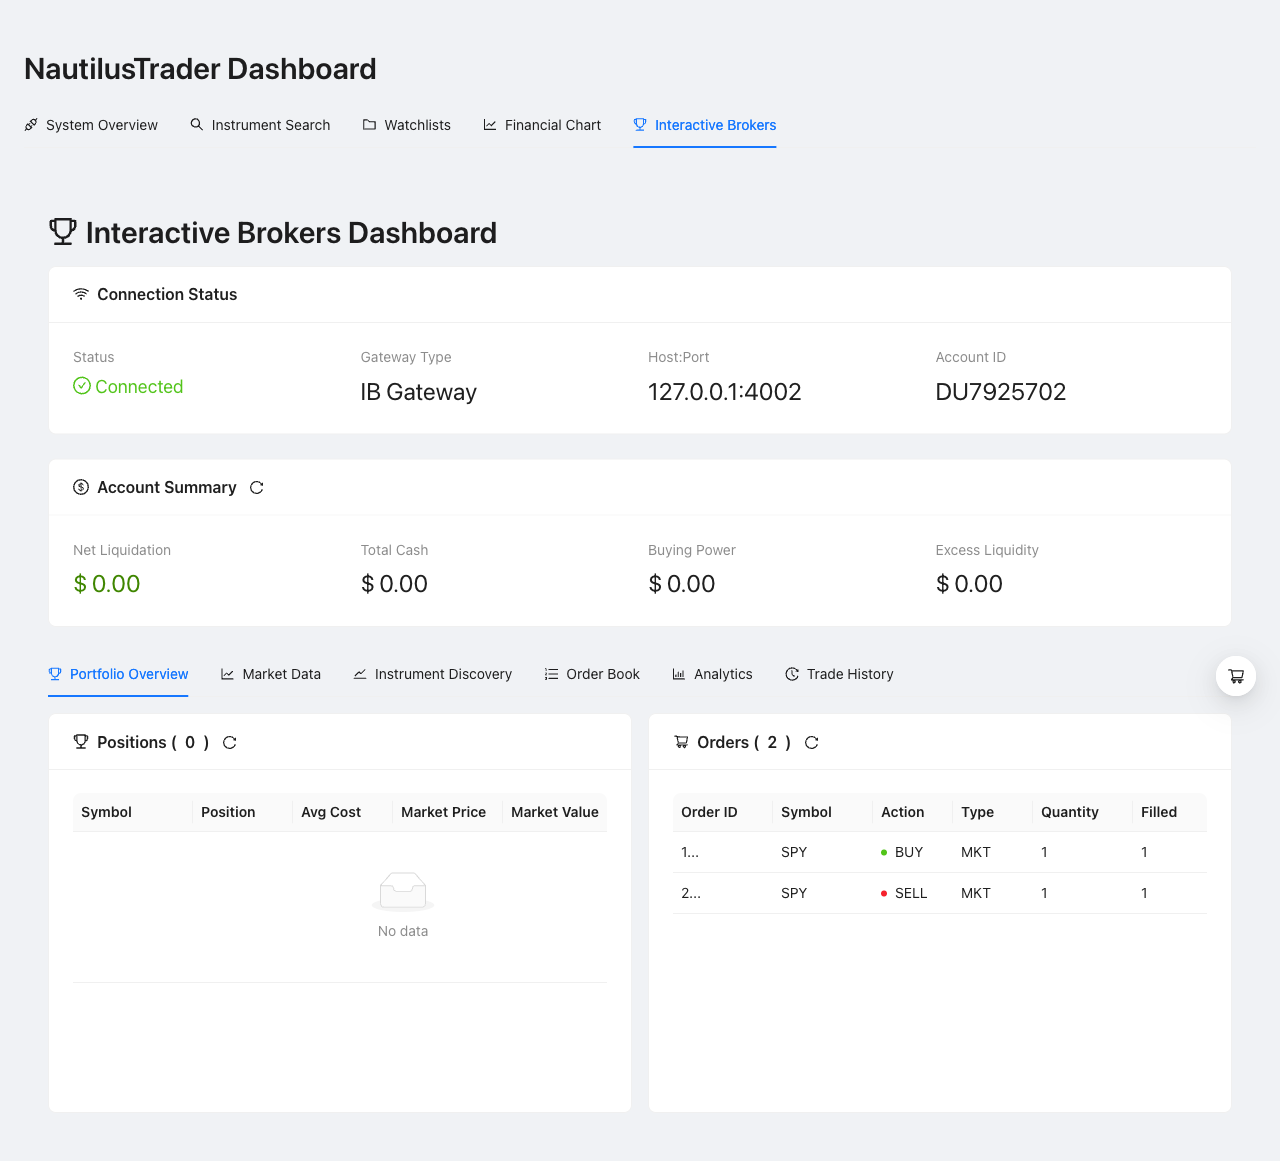 NautilusTrader Dashboard
System Overview Instrument Search Watchlists Financial Chart Interactive Brokers
Interactive Brokers Dashboard
Connection Status
Status Gateway Type Host:Port Account ID
Connected IB Gateway 127.0.0.1:4002 DU7925702
Account Summary
Net Liquidation Total Cash Buying Power Excess Liquidity
$ 0.00 $ 0.00 $ 0.00 $ 0.00
Portfolio Overview Market Data Instrument Discovery Order Book Analytics Trade History
Positions ( 0 ) Orders ( 2 )
Symbol Position Avg Cost Market Price Market Value Order ID Symbol Action Type Quantity Filled
1... SPY BUY MKT 1 1
2... SPY SELL MKT 1 1
No data